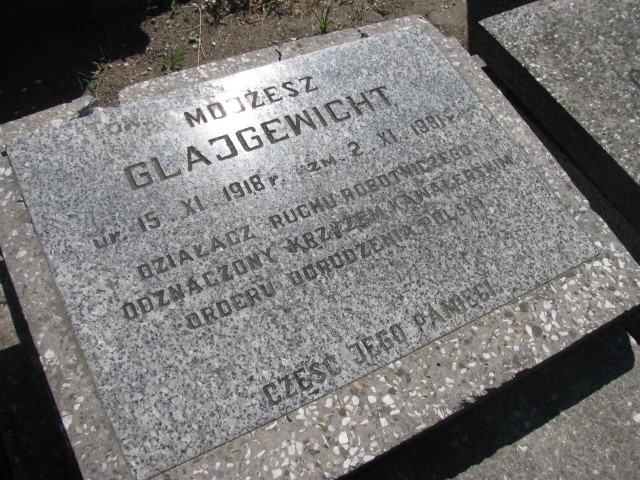 TOW. MOJŻESZ
GLAJGEWICHT
ur. 15 XI 1918 r. ZM. 2. XI. 1981 r.
DZIAŁACZ RUCHU ROBOTNICZEGO
ODZNACZONY KRZYŻEM KAWALERSKIM
ORDERU ODRODZENIA POLSKI
CZEŚĆ JEGO PAMIĘCI